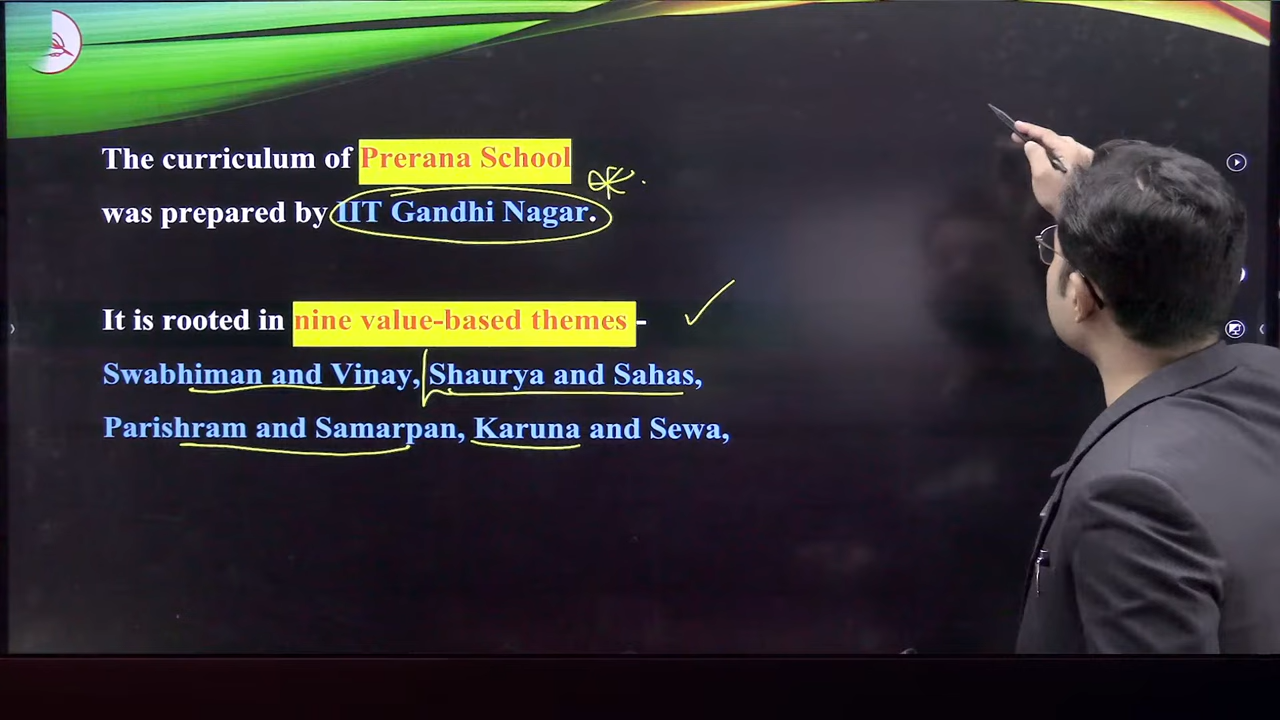 The curriculum of Prerana School
was prepared by IIT Gandhi Nagar.
It is rooted in nine value-based themes -
Swabhiman and Vinay, Shaurya and Sahas,
Parishram and Samarpan, Karuna and Sewa,